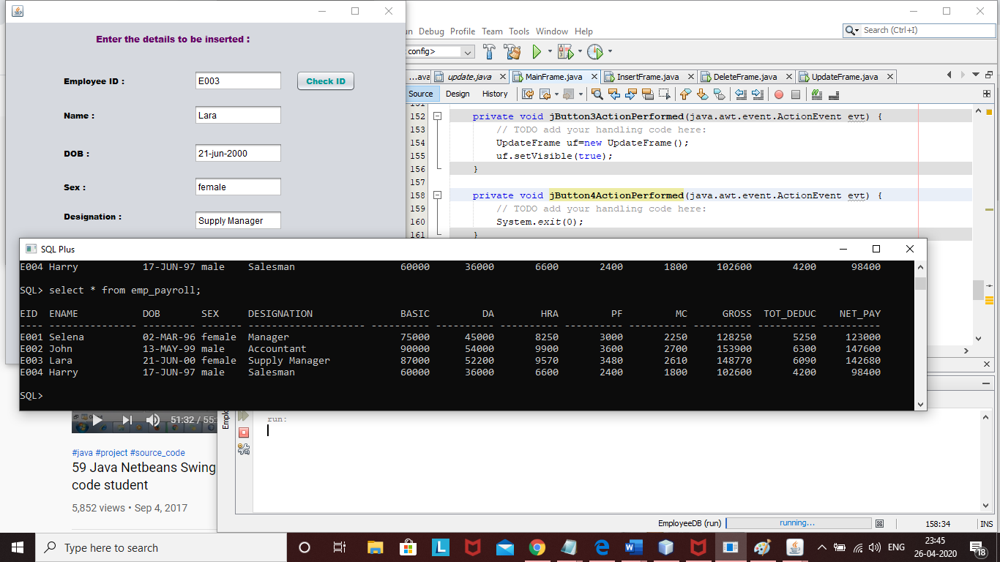 Enter the details to be inserted :
Employee ID : E003 Check ID
Name : Lara
DOB : 21-jun-2000
Sex : female
Designation : Supply Manager
Debug Profile Team Tools Window Help
Search (Ctrl+I)
config>
...ava update.java MainFrame.java InsertFrame.java DeleteFrame.java UpdateFrame.java
Source Design History
152 private void jButton3ActionPerformed(java.awt.event.ActionEvent evt) {
153 // TODO add your handling code here:
154 UpdateFrame uf=new UpdateFrame();
155 uf.setVisible(true);
156 }
157
158 private void jButton4ActionPerformed(java.awt.event.ActionEvent evt) {
159 // TODO add your handling code here:
160 System.exit(0);
161 }
SQL Plus
E004 Harry 17-JUN-97 male Salesman 60000 36000 6600 2400 1800 102600 4200 98400
SQL> select * from emp_payroll;
EID ENAME DOB SEX DESIGNATION BASIC DA HRA PF MC GROSS TOT_DEDUC NET_PAY
---- --------------- --------- ------- -------------------- ---------- ---------- ---------- ---------- ---------- ---------- ---------- ----------
E001 Selena 02-MAR-96 female Manager 75000 45000 8250 3000 2250 128250 5250 123000
E002 John 13-MAY-99 male Accountant 90000 54000 9900 3600 2700 153900 6300 147600
E003 Lara 21-JUN-00 female Supply Manager 87000 52200 9570 3480 2610 148770 6090 142680
E004 Harry 17-JUN-97 male Salesman 60000 36000 6600 2400 1800 102600 4200 98400
SQL>
51:32 / 55:
Emplo
run:
#java #project #source_code
59 Java Netbeans Swing
code student
5,852 views • Sep 4, 2017
EmployeeDB (run) running... 158:34 INS
Type here to search
ENG
23:45
26-04-2020
18